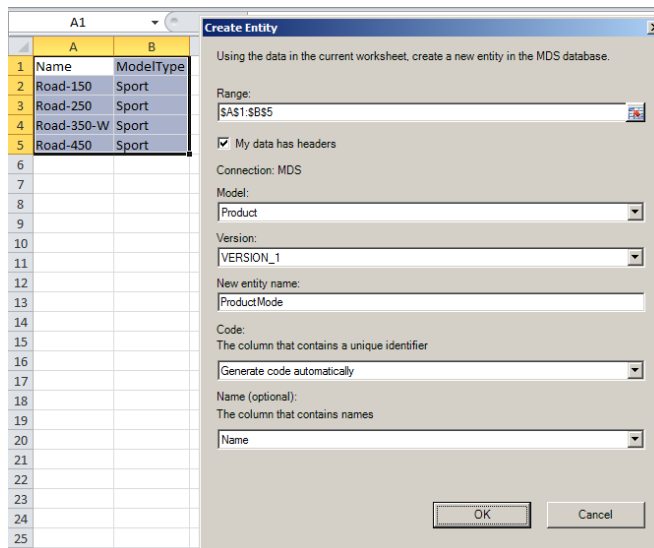 A1
A B
1 Name ModelType
2 Road-150 Sport
3 Road-250 Sport
4 Road-350-W Sport
5 Road-450 Sport
6
7
8
9
10
11
12
13
14
15
16
17
18
19
20
21
22
23
24
25
Create Entity
Using the data in the current worksheet, create a new entity in the MDS database.
Range:
$A$1:$B$5
My data has headers
Connection: MDS
Model:
Product
Version:
VERSION_1
New entity name:
ProductMode
Code:
The column that contains a unique identifier
Generate code automatically
Name (optional):
The column that contains names
Name
OK Cancel